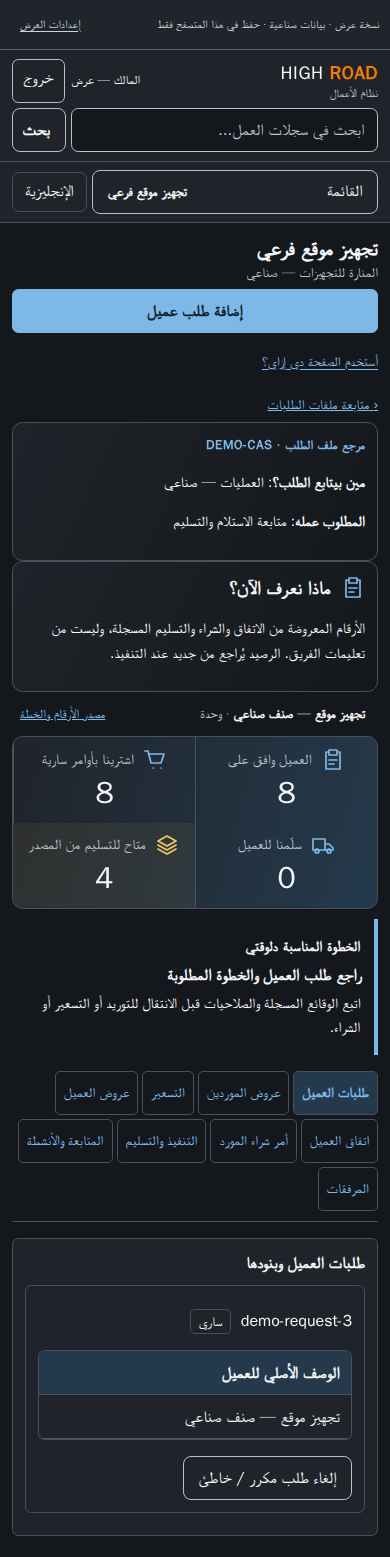 نسخة عرض · بيانات صناعية · حفظ في هذا المتصفح فقط
إعدادات العرض
HIGH ROAD
نظام الأعمال
المالك — عرض
خروج
ابحث في سجلات العمل...
بحث
القائمة
تجهيز موقع فرعي
الإنجليزية
تجهيز موقع فرعي
المنارة للتجهيزات — صناعي
إضافة طلب عميل
أستخدم الصفحة دي إزاي؟
‹ متابعة ملفات الطلبات
مرجع ملف الطلب · DEMO-CAS
مين بيتابع الطلب؟: العمليات — صناعي
المطلوب عمله: متابعة الاستلام والتسليم
ماذا نعرف الآن؟
الأرقام المعروضة من الاتفاق والشراء والتسليم المسجلة، وليست من
تعليمات الفريق. الرصيد يُراجع من جديد عند التنفيذ.
تجهيز موقع — صنف صناعي · وحدة
مصدر الأرقام والخطة
العميل وافق على
8
اشترينا بأوامر سارية
8
سلّمنا للعميل
0
متاح للتسليم من المصدر
4
الخطوة المناسبة دلوقتي
راجع طلب العميل والخطوة المطلوبة
اتبع الوقائع المسجلة والصلاحيات قبل الانتقال للتوريد أو التسعير أو
الشراء.
طلبات العميل
عروض الموردين
التسعير
عروض العميل
اتفاق العميل
أمر شراء المورد
التنفيذ والتسليم
المتابعة والأنشطة
المرفقات
طلبات العميل وبنودها
demo-request-3
ساري
الوصف الأصلي للعميل
تجهيز موقع — صنف صناعي
إلغاء طلب مكرر / خاطئ